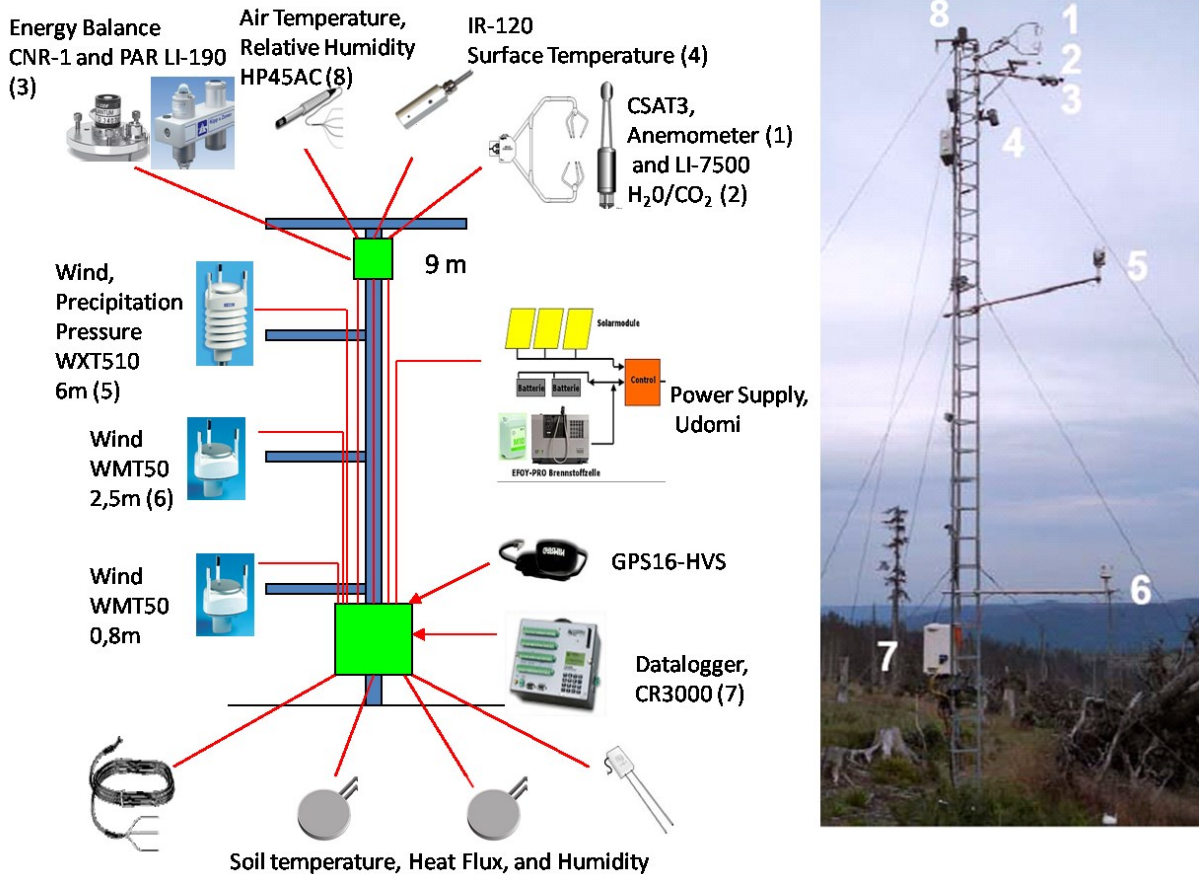 Energy Balance
CNR-1 and PAR LI-190
(3)
Air Temperature,
Relative Humidity
HP45AC (8)
IR-120
Surface Temperature (4)
CSAT3,
Anemometer (1)
and LI-7500
H₂0/CO₂ (2)
9 m
Wind,
Precipitation
Pressure
WXT510
6m (5)
Solarmodule
Batterie
Batterie
Control
EFOY-PRO Brennstoffzelle
Power Supply,
Udomi
Wind
WMT50
2,5m (6)
Wind
WMT50
0,8m
GPS16-HVS
Datalogger,
CR3000 (7)
Soil temperature, Heat Flux, and Humidity
8
1
2
3
4
5
6
7